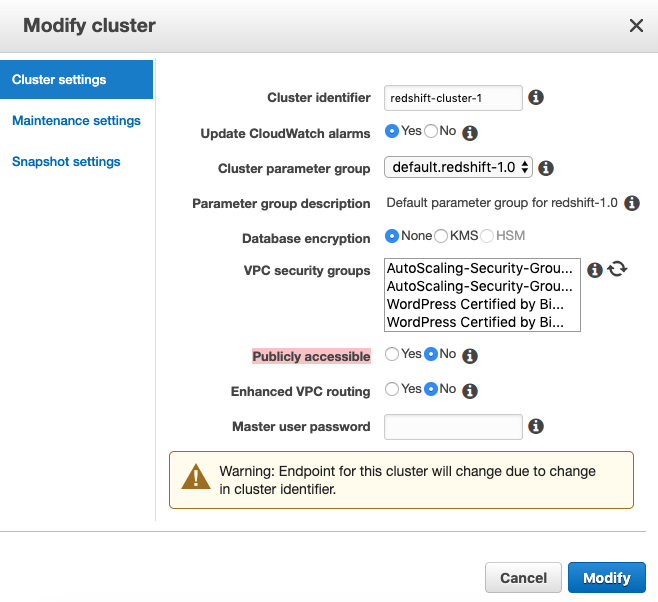 Modify cluster
Cluster settings
Maintenance settings
Snapshot settings
Cluster identifier redshift-cluster-1
Update CloudWatch alarms Yes No
Cluster parameter group default.redshift-1.0
Parameter group description Default parameter group for redshift-1.0
Database encryption None KMS HSM
VPC security groups AutoScaling-Security-Grou...
AutoScaling-Security-Grou...
WordPress Certified by Bi...
WordPress Certified by Bi...
Publicly accessible Yes No
Enhanced VPC routing Yes No
Master user password
Warning: Endpoint for this cluster will change due to change
in cluster identifier.
Cancel Modify